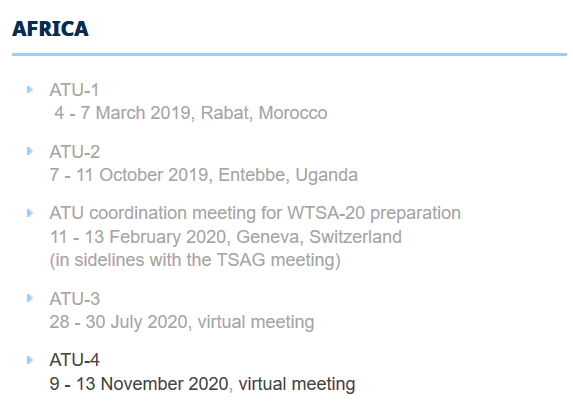 AFRICA
ATU-1
4 - 7 March 2019, Rabat, Morocco
ATU-2
7 - 11 October 2019, Entebbe, Uganda
ATU coordination meeting for WTSA-20 preparation
11 - 13 February 2020, Geneva, Switzerland
(in sidelines with the TSAG meeting)
ATU-3
28 - 30 July 2020, virtual meeting
ATU-4
9 - 13 November 2020, virtual meeting